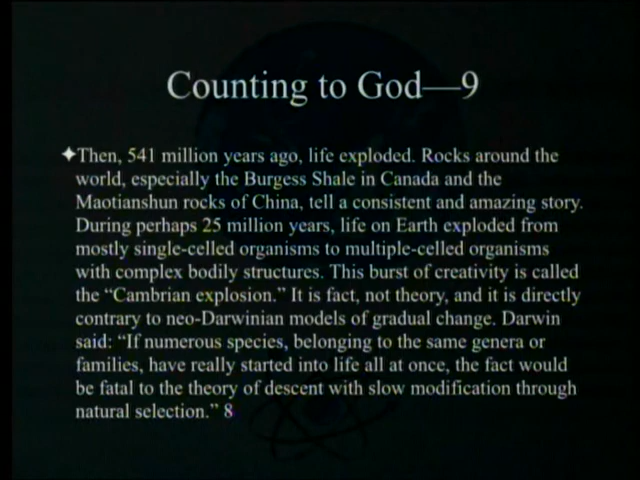 Counting to God—9
✦Then, 541 million years ago, life exploded. Rocks around the
world, especially the Burgess Shale in Canada and the
Maotianshun rocks of China, tell a consistent and amazing story.
During perhaps 25 million years, life on Earth exploded from
mostly single-celled organisms to multiple-celled organisms
with complex bodily structures. This burst of creativity is called
the “Cambrian explosion.” It is fact, not theory, and it is directly
contrary to neo-Darwinian models of gradual change. Darwin
said: “If numerous species, belonging to the same genera or
families, have really started into life all at once, the fact would
be fatal to the theory of descent with slow modification through
natural selection.” 8